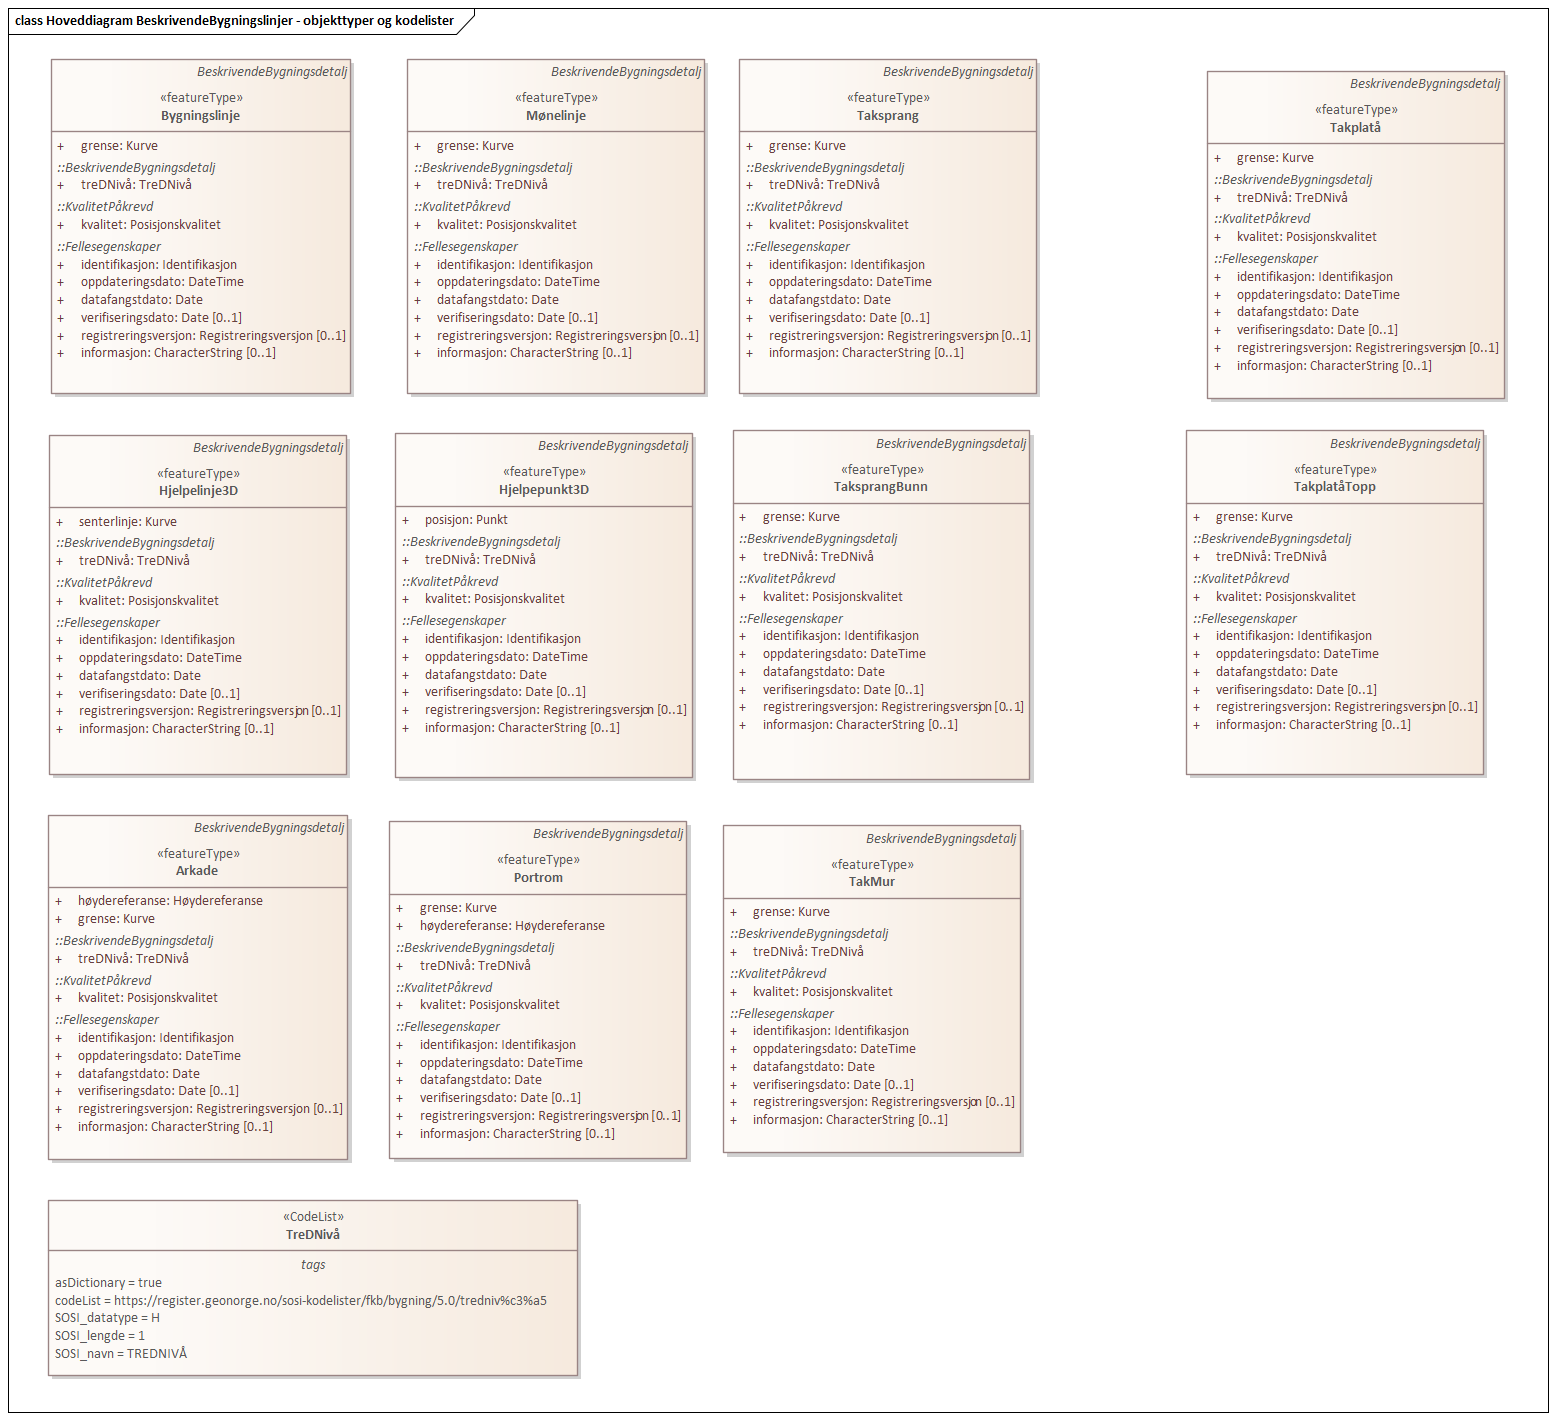 class Hoveddiagram BeskrivendeBygningslinjer - objekttyper og kodelister
BeskrivendeBygningsdetalj
«featureType»
Bygningslinje
+ grense: Kurve
::BeskrivendeBygningsdetalj
+ treDNivå: TreDNivå
::KvalitetPåkrevd
+ kvalitet: Posisjonskvalitet
::Fellesegenskaper
+ identifikasjon: Identifikasjon
+ oppdateringsdato: DateTime
+ datafangstdato: Date
+ verifiseringsdato: Date [0..1]
+ registreringsversjon: Registreringsversjon [0..1]
+ informasjon: CharacterString [0..1]
BeskrivendeBygningsdetalj
«featureType»
Mønelinje
+ grense: Kurve
::BeskrivendeBygningsdetalj
+ treDNivå: TreDNivå
::KvalitetPåkrevd
+ kvalitet: Posisjonskvalitet
::Fellesegenskaper
+ identifikasjon: Identifikasjon
+ oppdateringsdato: DateTime
+ datafangstdato: Date
+ verifiseringsdato: Date [0..1]
+ registreringsversjon: Registreringsversjon [0..1]
+ informasjon: CharacterString [0..1]
BeskrivendeBygningsdetalj
«featureType»
Taksprang
+ grense: Kurve
::BeskrivendeBygningsdetalj
+ treDNivå: TreDNivå
::KvalitetPåkrevd
+ kvalitet: Posisjonskvalitet
::Fellesegenskaper
+ identifikasjon: Identifikasjon
+ oppdateringsdato: DateTime
+ datafangstdato: Date
+ verifiseringsdato: Date [0..1]
+ registreringsversjon: Registreringsversjon [0..1]
+ informasjon: CharacterString [0..1]
BeskrivendeBygningsdetalj
«featureType»
Takplatå
+ grense: Kurve
::BeskrivendeBygningsdetalj
+ treDNivå: TreDNivå
::KvalitetPåkrevd
+ kvalitet: Posisjonskvalitet
::Fellesegenskaper
+ identifikasjon: Identifikasjon
+ oppdateringsdato: DateTime
+ datafangstdato: Date
+ verifiseringsdato: Date [0..1]
+ registreringsversjon: Registreringsversjon [0..1]
+ informasjon: CharacterString [0..1]
BeskrivendeBygningsdetalj
«featureType»
Hjelpelinje3D
+ senterlinje: Kurve
::BeskrivendeBygningsdetalj
+ treDNivå: TreDNivå
::KvalitetPåkrevd
+ kvalitet: Posisjonskvalitet
::Fellesegenskaper
+ identifikasjon: Identifikasjon
+ oppdateringsdato: DateTime
+ datafangstdato: Date
+ verifiseringsdato: Date [0..1]
+ registreringsversjon: Registreringsversjon [0..1]
+ informasjon: CharacterString [0..1]
BeskrivendeBygningsdetalj
«featureType»
Hjelpepunkt3D
+ posisjon: Punkt
::BeskrivendeBygningsdetalj
+ treDNivå: TreDNivå
::KvalitetPåkrevd
+ kvalitet: Posisjonskvalitet
::Fellesegenskaper
+ identifikasjon: Identifikasjon
+ oppdateringsdato: DateTime
+ datafangstdato: Date
+ verifiseringsdato: Date [0..1]
+ registreringsversjon: Registreringsversjon [0..1]
+ informasjon: CharacterString [0..1]
BeskrivendeBygningsdetalj
«featureType»
TaksprangBunn
+ grense: Kurve
::BeskrivendeBygningsdetalj
+ treDNivå: TreDNivå
::KvalitetPåkrevd
+ kvalitet: Posisjonskvalitet
::Fellesegenskaper
+ identifikasjon: Identifikasjon
+ oppdateringsdato: DateTime
+ datafangstdato: Date
+ verifiseringsdato: Date [0..1]
+ registreringsversjon: Registreringsversjon [0..1]
+ informasjon: CharacterString [0..1]
BeskrivendeBygningsdetalj
«featureType»
TakplatåTopp
+ grense: Kurve
::BeskrivendeBygningsdetalj
+ treDNivå: TreDNivå
::KvalitetPåkrevd
+ kvalitet: Posisjonskvalitet
::Fellesegenskaper
+ identifikasjon: Identifikasjon
+ oppdateringsdato: DateTime
+ datafangstdato: Date
+ verifiseringsdato: Date [0..1]
+ registreringsversjon: Registreringsversjon [0..1]
+ informasjon: CharacterString [0..1]
BeskrivendeBygningsdetalj
«featureType»
Arkade
+ høydereferanse: Høydereferanse
+ grense: Kurve
::BeskrivendeBygningsdetalj
+ treDNivå: TreDNivå
::KvalitetPåkrevd
+ kvalitet: Posisjonskvalitet
::Fellesegenskaper
+ identifikasjon: Identifikasjon
+ oppdateringsdato: DateTime
+ datafangstdato: Date
+ verifiseringsdato: Date [0..1]
+ registreringsversjon: Registreringsversjon [0..1]
+ informasjon: CharacterString [0..1]
BeskrivendeBygningsdetalj
«featureType»
Portrom
+ grense: Kurve
+ høydereferanse: Høydereferanse
::BeskrivendeBygningsdetalj
+ treDNivå: TreDNivå
::KvalitetPåkrevd
+ kvalitet: Posisjonskvalitet
::Fellesegenskaper
+ identifikasjon: Identifikasjon
+ oppdateringsdato: DateTime
+ datafangstdato: Date
+ verifiseringsdato: Date [0..1]
+ registreringsversjon: Registreringsversjon [0..1]
+ informasjon: CharacterString [0..1]
BeskrivendeBygningsdetalj
«featureType»
TakMur
+ grense: Kurve
::BeskrivendeBygningsdetalj
+ treDNivå: TreDNivå
::KvalitetPåkrevd
+ kvalitet: Posisjonskvalitet
::Fellesegenskaper
+ identifikasjon: Identifikasjon
+ oppdateringsdato: DateTime
+ datafangstdato: Date
+ verifiseringsdato: Date [0..1]
+ registreringsversjon: Registreringsversjon [0..1]
+ informasjon: CharacterString [0..1]
«CodeList»
TreDNivå
tags
asDictionary = true
codeList = https://register.geonorge.no/sosi-kodelister/fkb/bygning/5.0/tredniv%c3%a5
SOSI_datatype = H
SOSI_lengde = 1
SOSI_navn = TREDNIVÅ